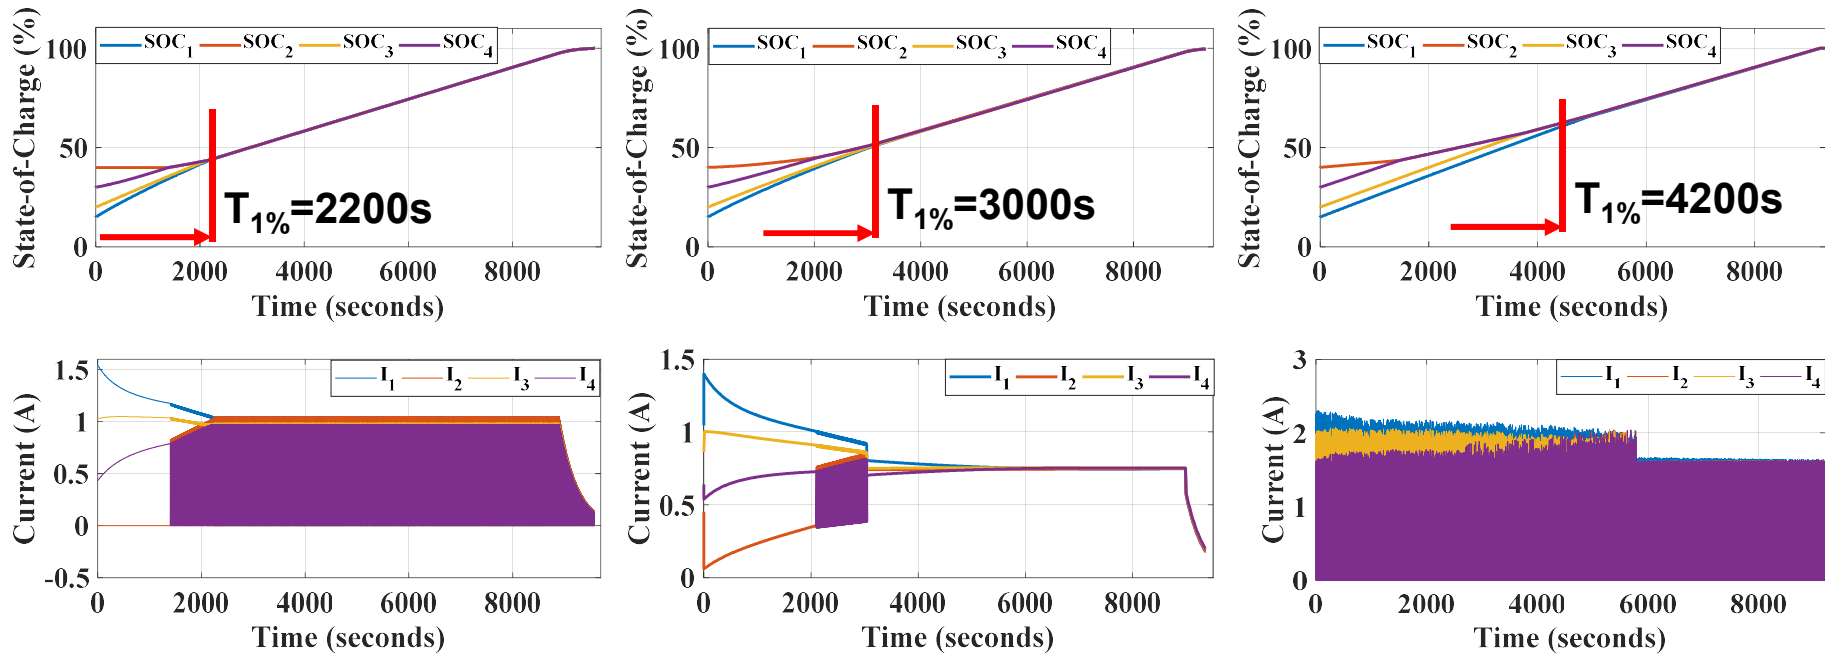 State-of-Charge (%)
100
50
0
SOC1 SOC2 SOC3 SOC4
T1%=2200s
0 2000 4000 6000 8000
Time (seconds)
State-of-Charge (%)
100
50
0
SOC1 SOC2 SOC3 SOC4
T1%=3000s
0 2000 4000 6000 8000
Time (seconds)
State-of-Charge (%)
100
50
0
SOC1 SOC2 SOC3 SOC4
T1%=4200s
0 2000 4000 6000 8000
Time (seconds)
Current (A)
1.5
1
0.5
0
-0.5
I1 I2 I3 I4
0 2000 4000 6000 8000
Time (seconds)
Current (A)
1.5
1
0.5
0
I1 I2 I3 I4
0 2000 4000 6000 8000
Time (seconds)
Current (A)
3
2
1
0
I1 I2 I3 I4
0 2000 4000 6000 8000
Time (seconds)